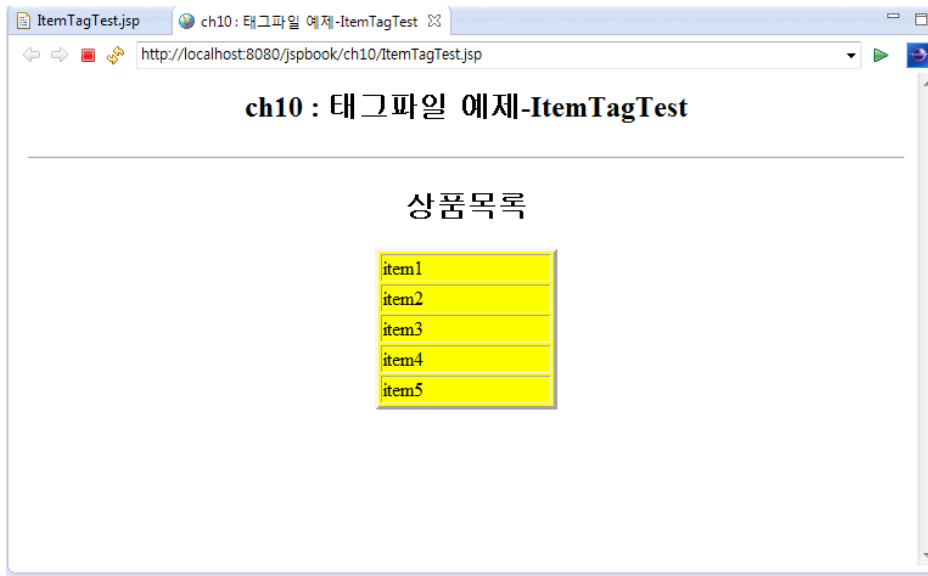 ItemTagTest.jsp
ch10 : 태그파일 예제-ItemTagTest
http://localhost:8080/jspbook/ch10/ItemTagTest.jsp
ch10 : 태그파일 예제-ItemTagTest
상품목록
item1
item2
item3
item4
item5